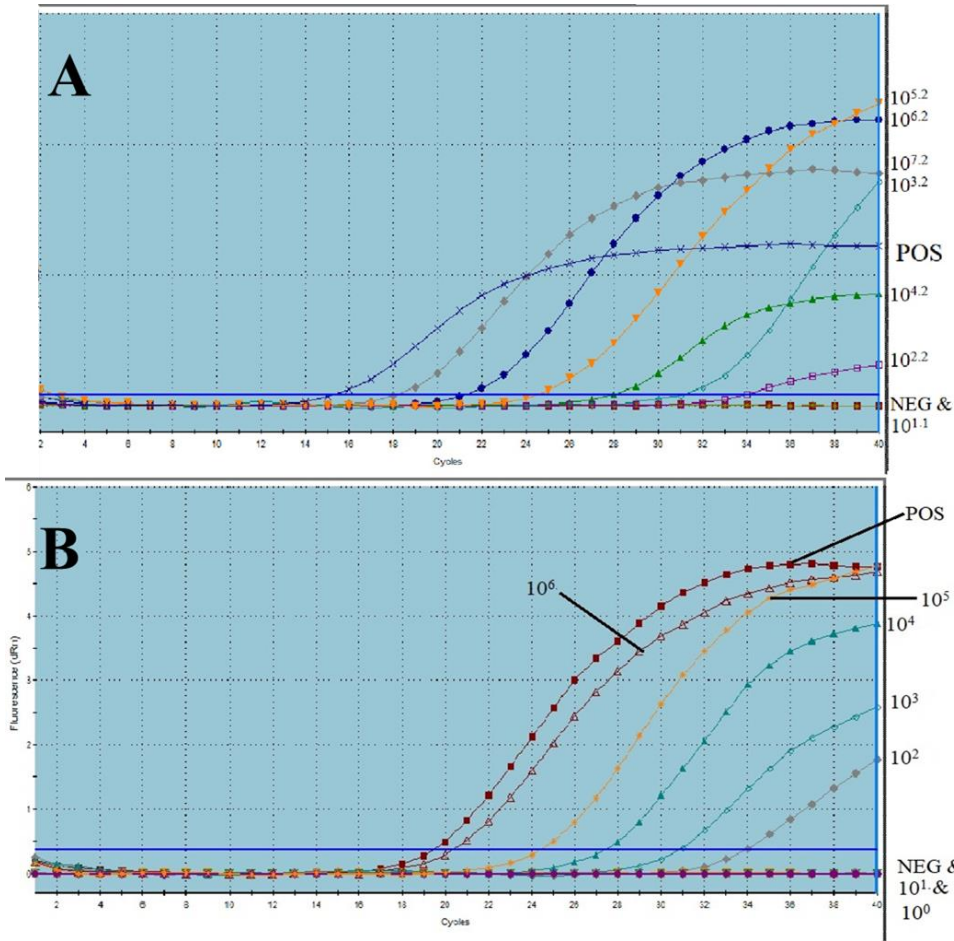 A
10^5.2
10^6.2
10^7.2
10^3.2
POS
10^4.2
10^2.2
NEG &
10^1.1
2 4 6 8 10 12 14 16 18 20 22 24 26 28 30 32 34 36 38 40
Cycles
B
6
5
4
3
2
1
0
Fluorescence (dRn)
POS
10^6.
10^5
10^4
10^3
10^2
NEG &
10^1.&
10^0
2 4 6 8 10 12 14 16 18 20 22 24 26 28 30 32 34 36 38 40
Cycles